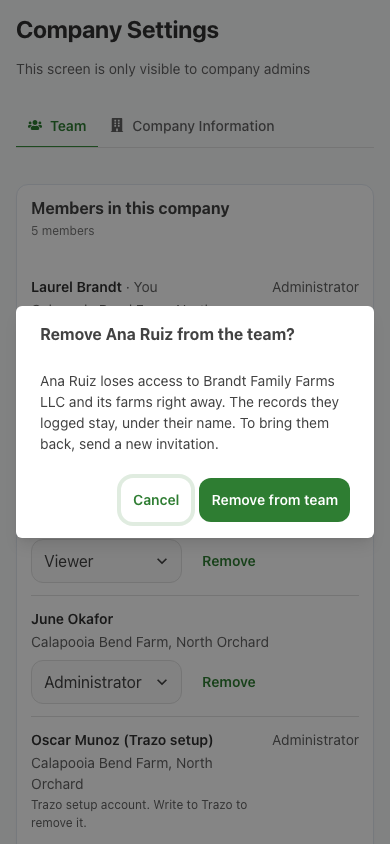 Company Settings
This screen is only visible to company admins
Team
Company Information
Members in this company
5 members
Laurel Brandt · You
Administrator
Remove Ana Ruiz from the team?
Ana Ruiz loses access to Brandt Family Farms
LLC and its farms right away. The records they
logged stay, under their name. To bring them
back, send a new invitation.
Cancel
Remove from team
Viewer
Remove
June Okafor
Calapooia Bend Farm, North Orchard
Administrator
Remove
Oscar Munoz (Trazo setup)
Administrator
Calapooia Bend Farm, North
Orchard
Trazo setup account. Write to Trazo to
remove it.